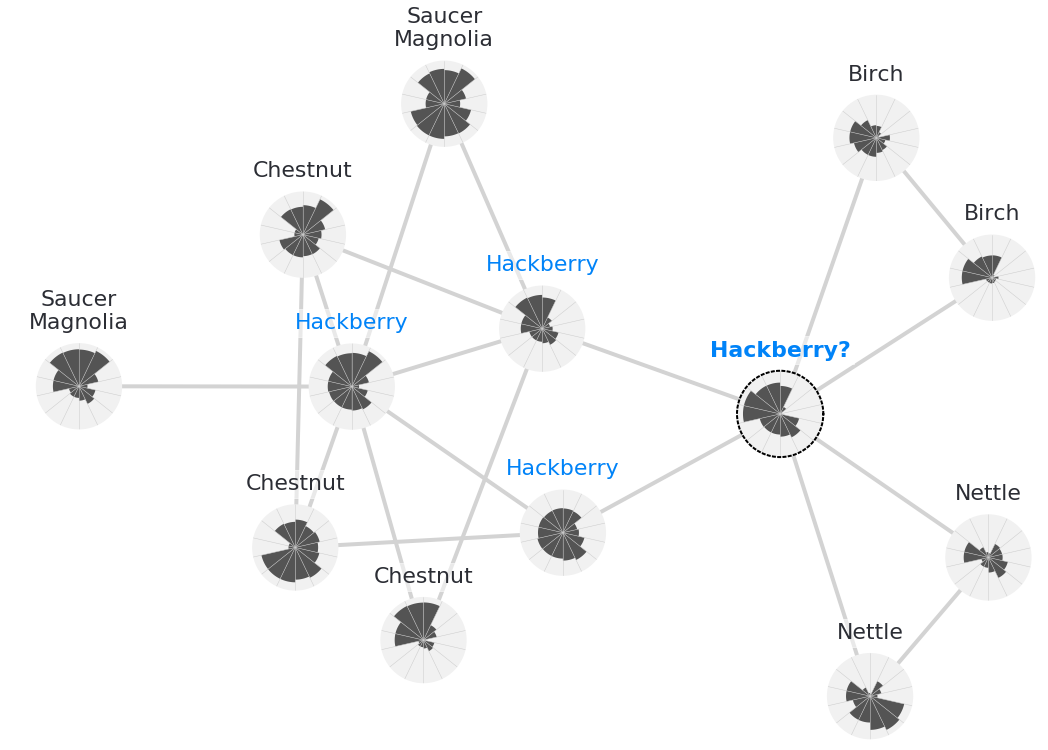 Saucer
Magnolia
Birch
Chestnut
Birch
Hackberry
Saucer
Magnolia
Hackberry
Hackberry?
Hackberry
Chestnut
Nettle
Chestnut
Nettle